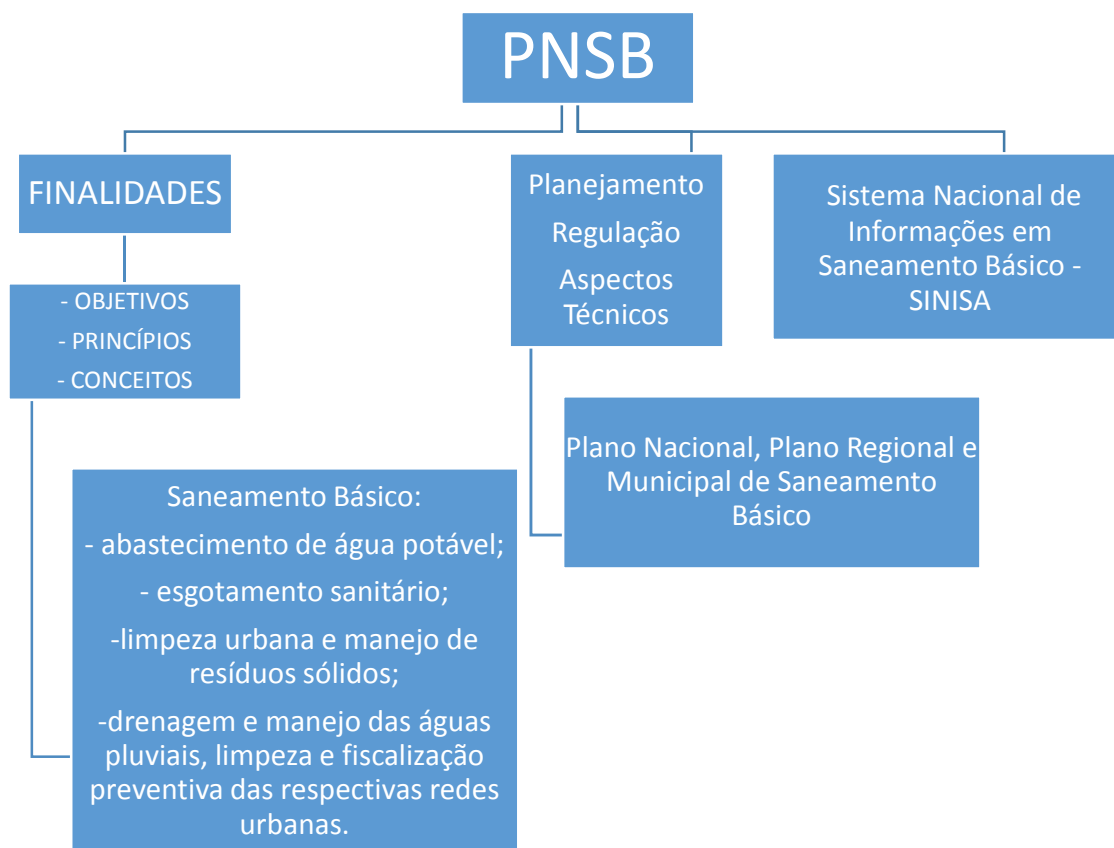 PNSB
FINALIDADES
- OBJETIVOS
- PRINCÍPIOS
- CONCEITOS
Saneamento Básico:
- abastecimento de água potável;
- esgotamento sanitário;
-limpeza urbana e manejo de
resíduos sólidos;
-drenagem e manejo das águas
pluviais, limpeza e fiscalização
preventiva das respectivas redes
urbanas.
Planejamento
Regulação
Aspectos
Técnicos
Plano Nacional, Plano Regional e
Municipal de Saneamento
Básico
Sistema Nacional de
Informações em
Saneamento Básico -
SINISA